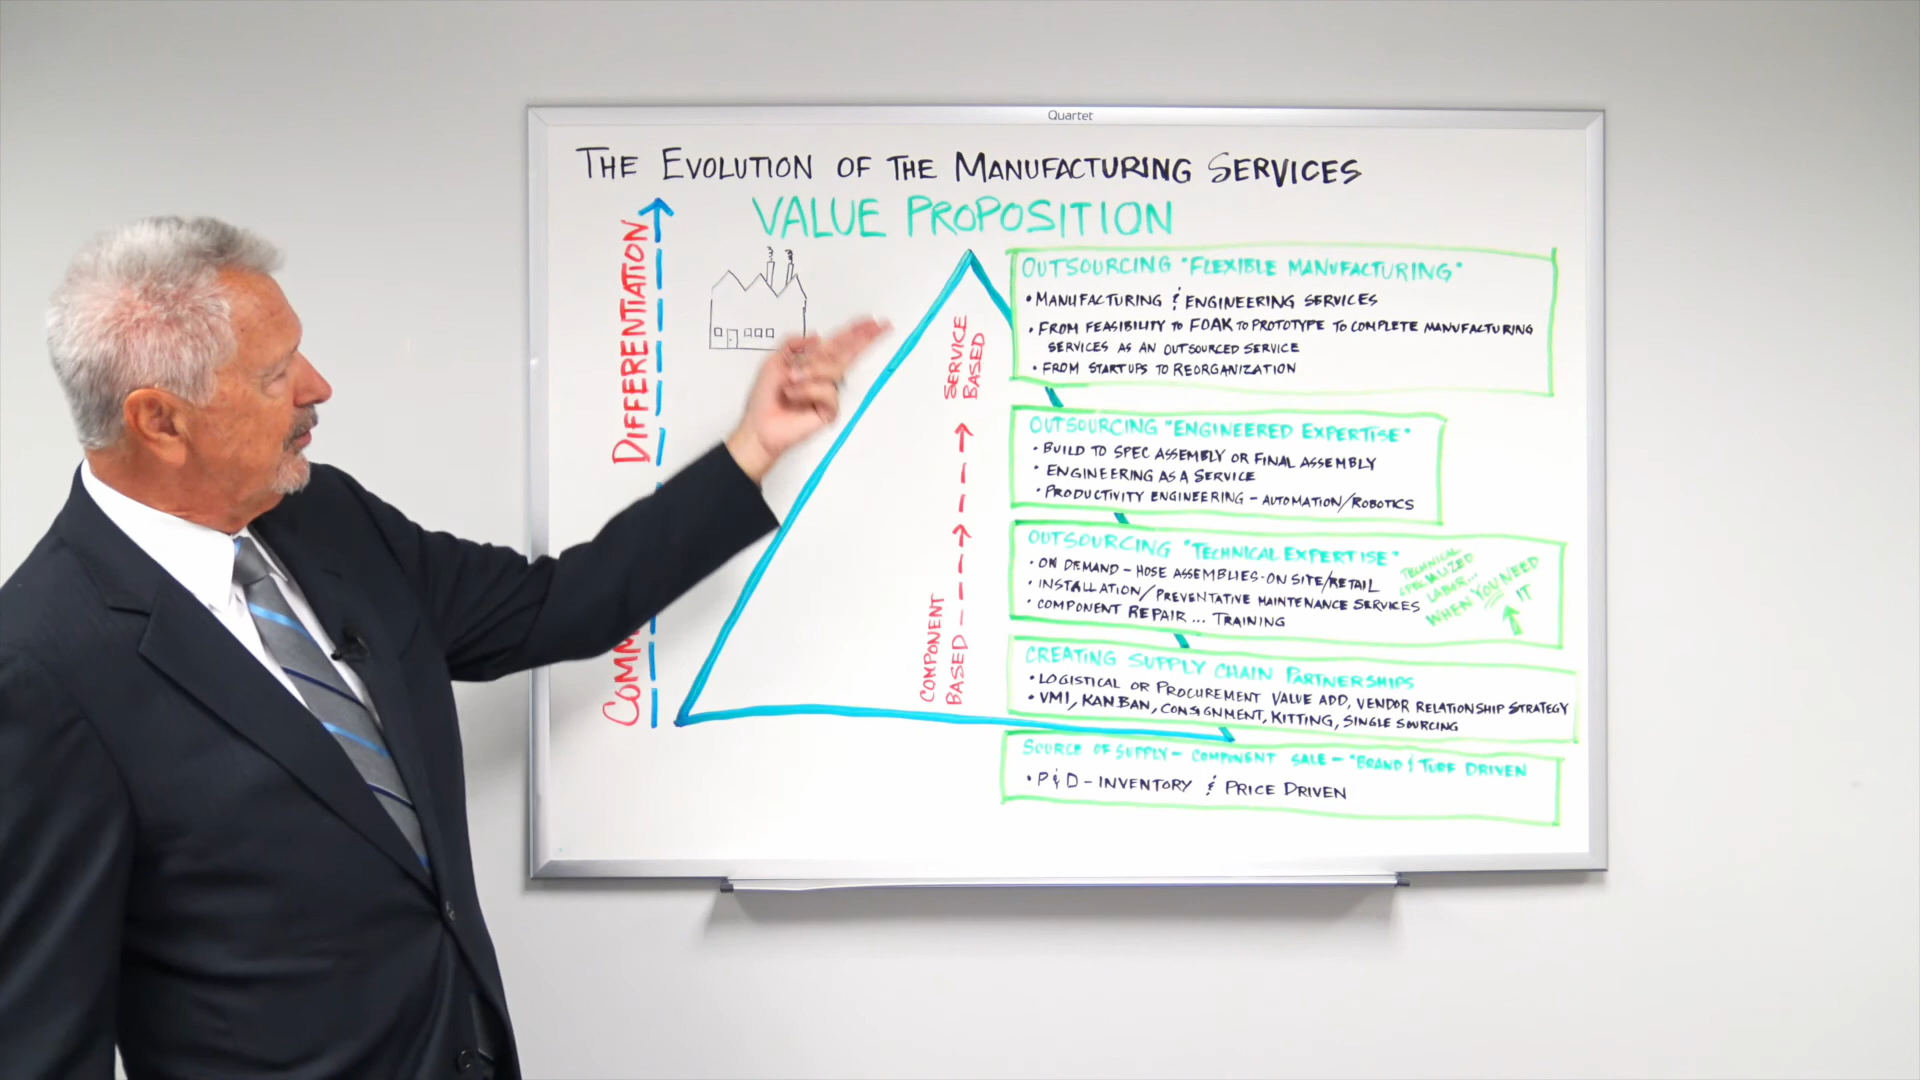 Quartet
THE EVOLUTION OF THE MANUFACTURING SERVICES
VALUE PROPOSITION
DIFFERENTIATION
SERVICE
BASED
COMPONENT
BASED
OUTSOURCING "FLEXIBLE MANUFACTURING"
• MANUFACTURING & ENGINEERING SERVICES
• FROM FEASIBILITY TO FOAK TO PROTOTYPE TO COMPLETE MANUFACTURING
SERVICES AS AN OUTSOURCED SERVICE
• FROM STARTUPS TO REORGANIZATION
OUTSOURCING "ENGINEERED EXPERTISE"
• BUILD TO SPEC ASSEMBLY OR FINAL ASSEMBLY
• ENGINEERING AS A SERVICE
• PRODUCTIVITY ENGINEERING - AUTOMATION/ROBOTICS
OUTSOURCING "TECHNICAL EXPERTISE"
• ON DEMAND - HOSE ASSEMBLIES - ON SITE/RETAIL
• INSTALLATION/PREVENTATIVE MAINTENANCE SERVICES
• COMPONENT REPAIR... TRAINING
TECHNICAL
SPECIALIZED
LABOR...
WHEN YOU NEED
IT
CREATING SUPPLY CHAIN PARTNERSHIPS
• LOGISTICAL OR PROCUREMENT VALUE ADD, VENDOR RELATIONSHIP STRATEGY
• VMI, KANBAN, CONSIGNMENT, KITTING, SINGLE SOURCING
SOURCE OF SUPPLY - COMPONENT SALE - "BRAND & TURF DRIVEN
• P & D - INVENTORY & PRICE DRIVEN